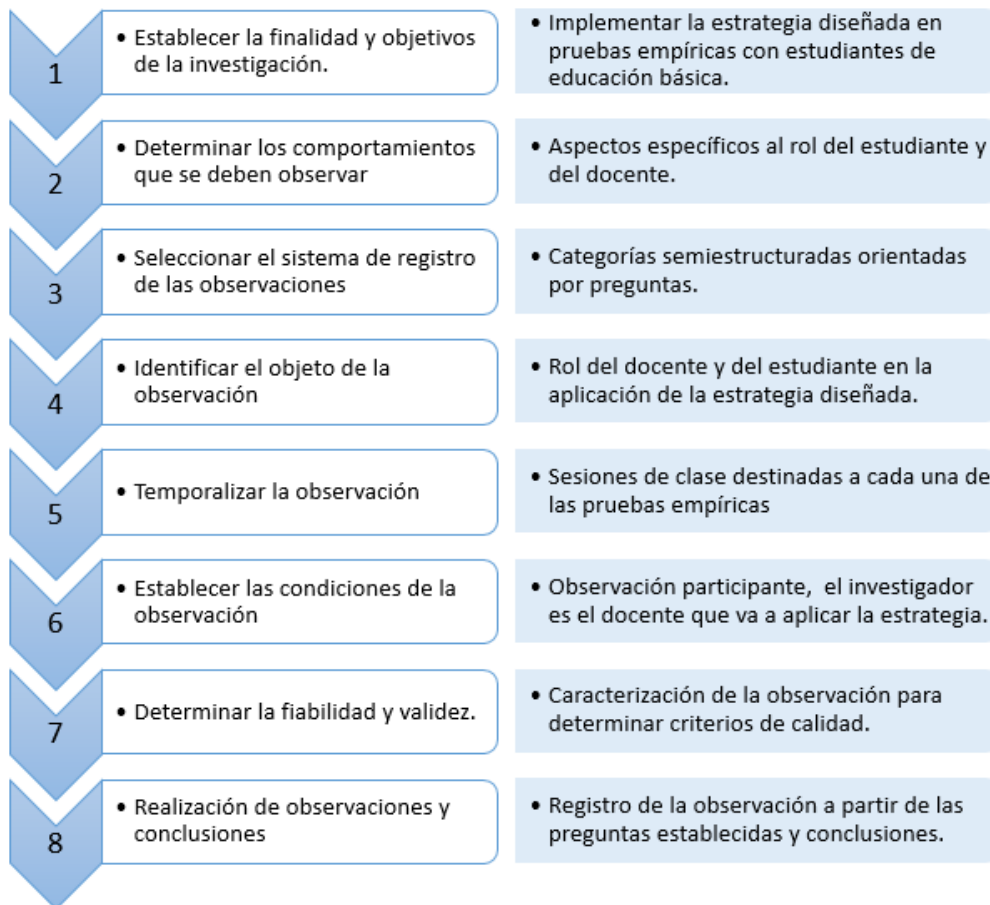 1
• Establecer la finalidad y objetivos
de la investigación.
• Implementar la estrategia diseñada en
pruebas empíricas con estudiantes de
educación básica.
2
• Determinar los comportamientos
que se deben observar
• Aspectos específicos al rol del estudiante y
del docente.
3
• Seleccionar el sistema de registro
de las observaciones
• Categorías semiestructuradas orientadas
por preguntas.
4
• Identificar el objeto de la
observación
• Rol del docente y del estudiante en la
aplicación de la estrategia diseñada.
5
• Temporalizar la observación
• Sesiones de clase destinadas a cada una de
las pruebas empíricas
6
• Establecer las condiciones de la
observación
• Observación participante,  el investigador
es el docente que va a aplicar la estrategia.
7
• Determinar la fiabilidad y validez.
• Caracterización de la observación para
determinar criterios de calidad.
8
• Realización de observaciones y
conclusiones
• Registro de la observación a partir de las
preguntas establecidas y conclusiones.